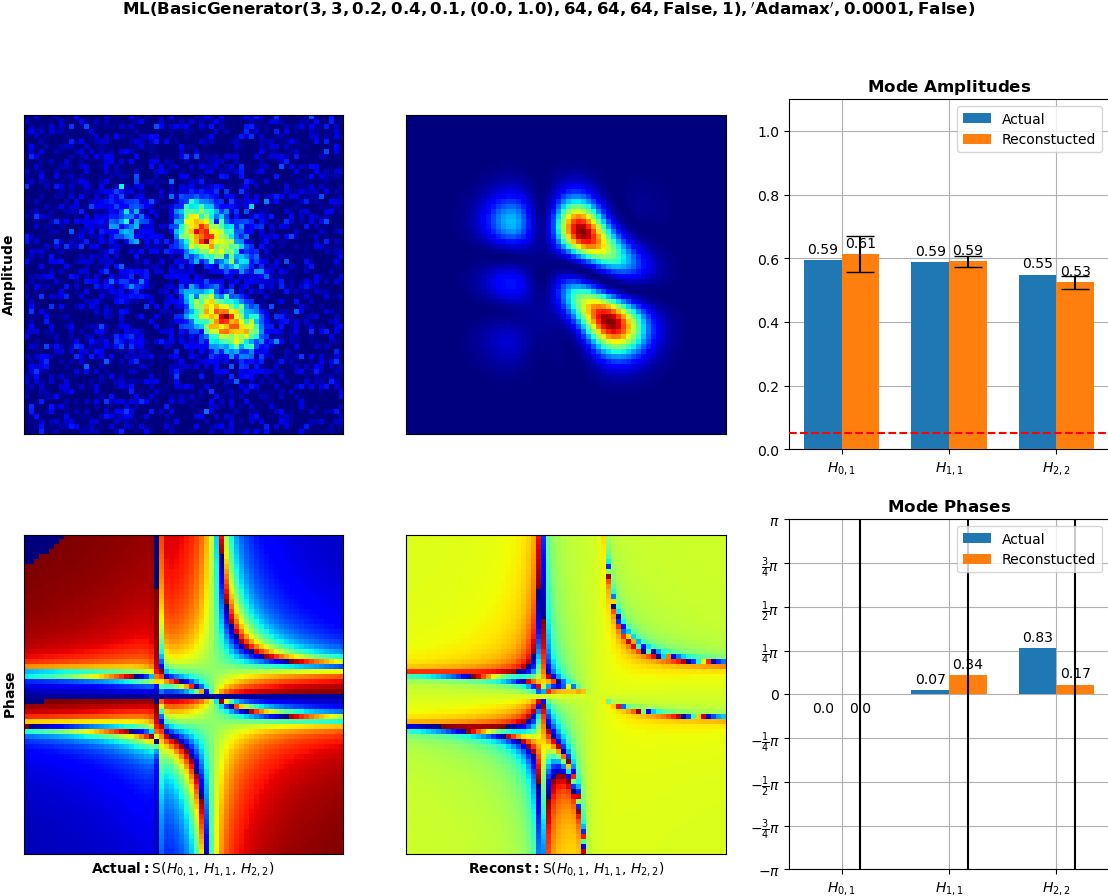 ML(BasicGenerator(3, 3, 0.2, 0.4, 0.1, (0.0, 1.0), 64, 64, 64, False, 1), ′Adamax′, 0.0001, False)
Amplitude
Mode Amplitudes
Actual
Reconstucted
1.0
0.8
0.6
0.4
0.2
0.0
0.59
0.61
0.59
0.59
0.55
0.53
H0,1
H1,1
H2,2
Phase
Actual: S(H0,1, H1,1, H2,2)
Reconst: S(H0,1, H1,1, H2,2)
Mode Phases
Actual
Reconstucted
π
3/4π
1/2π
1/4π
0
−1/4π
−1/2π
−3/4π
−π
0.0
0.0
0.07
0.34
0.83
0.17
H0,1
H1,1
H2,2